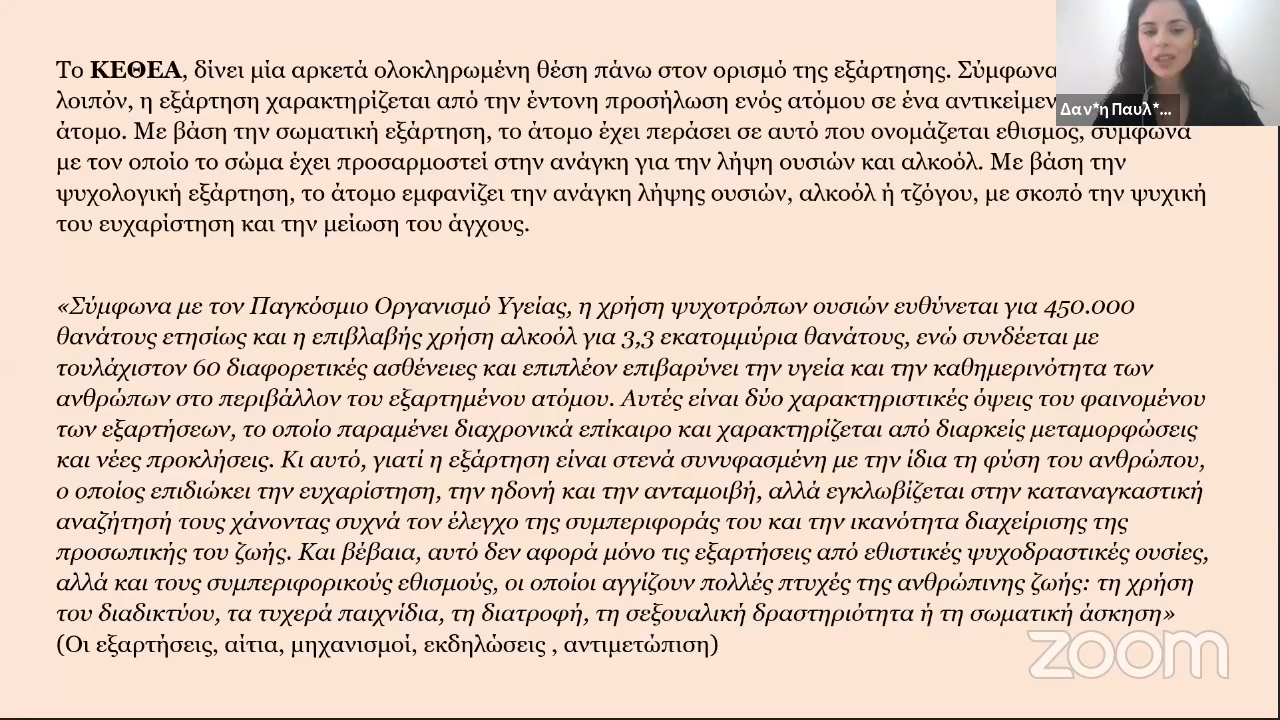 Το ΚΕΘΕΑ, δίνει μία αρκετά ολοκληρωμένη θέση πάνω στον ορισμό της εξάρτησης. Σύμφωνα
λοιπόν, η εξάρτηση χαρακτηρίζεται από την έντονη προσήλωση ενός ατόμου σε ένα
άτομο. Με βάση την σωματική εξάρτηση, το άτομο έχει περάσει σε αυτό που ονομάζεται εθισμός, σύμφωνα
με τον οποίο το σώμα έχει προσαρμοστεί στην ανάγκη για την λήψη ουσιών και αλκοόλ. Με βάση την
ψυχολογική εξάρτηση, το άτομο εμφανίζει την ανάγκη λήψης ουσιών, αλκοόλ ή τζόγου, με σκοπό την ψυχική
του ευχαρίστηση και την μείωση του άγχους.
Δαν*η Παυλ*...
«Σύμφωνα με τον Παγκόσμιο Οργανισμό Υγείας, η χρήση ψυχοτρόπων ουσιών ευθύνεται για 450.000
θανάτους ετησίως και η επιβλαβής χρήση αλκοόλ για 3,3 εκατομμύρια θανάτους, ενώ συνδέεται με
τουλάχιστον 60 διαφορετικές ασθένειες και επιπλέον επιβαρύνει την υγεία και την καθημερινότητα των
ανθρώπων στο περιβάλλον του εξαρτημένου ατόμου. Αυτές είναι δύο χαρακτηριστικές όψεις του φαινομένου
των εξαρτήσεων, το οποίο παραμένει διαχρονικά επίκαιρο και χαρακτηρίζεται από διαρκείς μεταμορφώσεις
και νέες προκλήσεις. Κι αυτό, γιατί η εξάρτηση είναι στενά συνυφασμένη με την ίδια τη φύση του ανθρώπου,
ο οποίος επιδιώκει την ευχαρίστηση, την ηδονή και την ανταμοιβή, αλλά εγκλωβίζεται στην καταναγκαστική
αναζήτησή τους χάνοντας συχνά τον έλεγχο της συμπεριφοράς του και την ικανότητα διαχείρισης της
προσωπικής του ζωής. Και βέβαια, αυτό δεν αφορά μόνο τις εξαρτήσεις από εθιστικές ψυχοδραστικές ουσίες,
αλλά και τους συμπεριφορικούς εθισμούς, οι οποίοι αγγίζουν πολλές πτυχές της ανθρώπινης ζωής: τη χρήση
του διαδικτύου, τα τυχερά παιχνίδια, τη διατροφή, τη σεξουαλική δραστηριότητα ή τη σωματική άσκηση»
(Οι εξαρτήσεις, αίτια, μηχανισμοί, εκδηλώσεις , αντιμετώπιση)
zoom